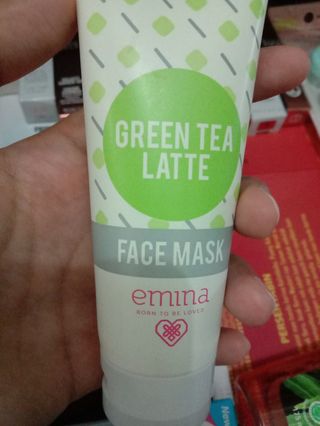 GREEN TEA
LATTE
FACE MASK
emina
BORN TO BE LOVED